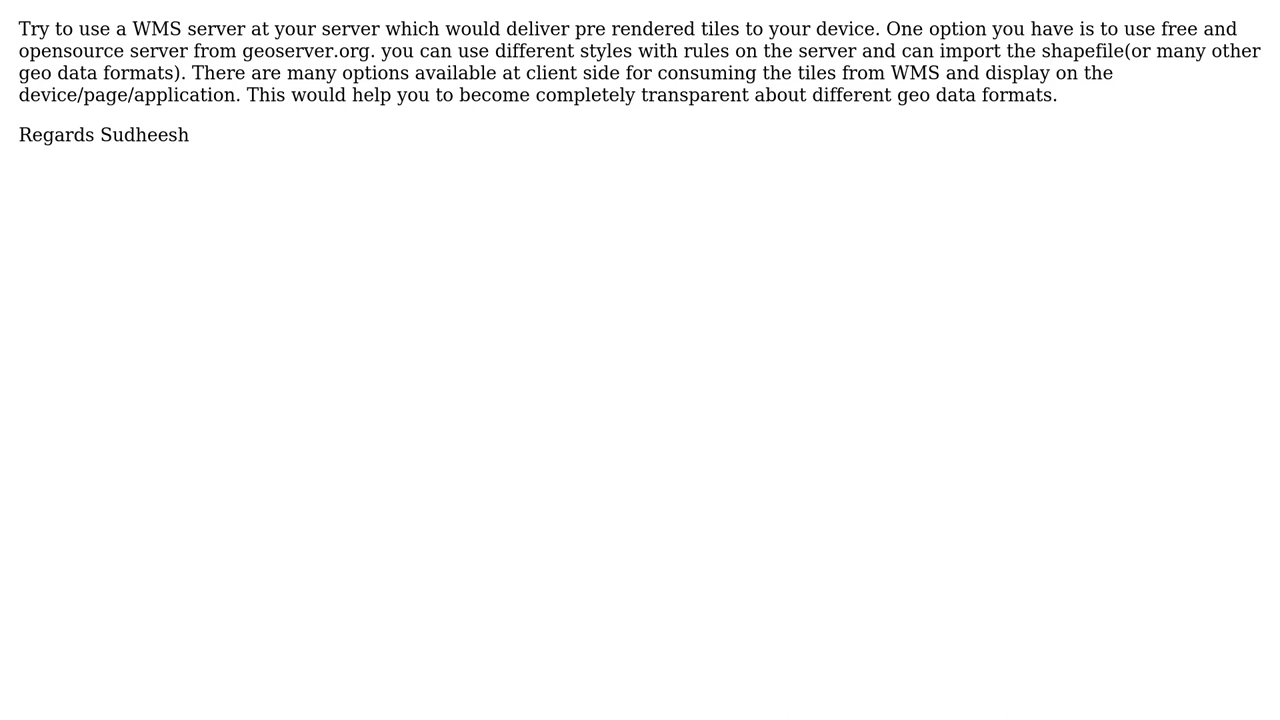 Try to use a WMS server at your server which would deliver pre rendered tiles to your device. One option you have is to use free and
opensource server from geoserver.org. you can use different styles with rules on the server and can import the shapefile(or many other
geo data formats). There are many options available at client side for consuming the tiles from WMS and display on the
device/page/application. This would help you to become completely transparent about different geo data formats.
Regards Sudheesh